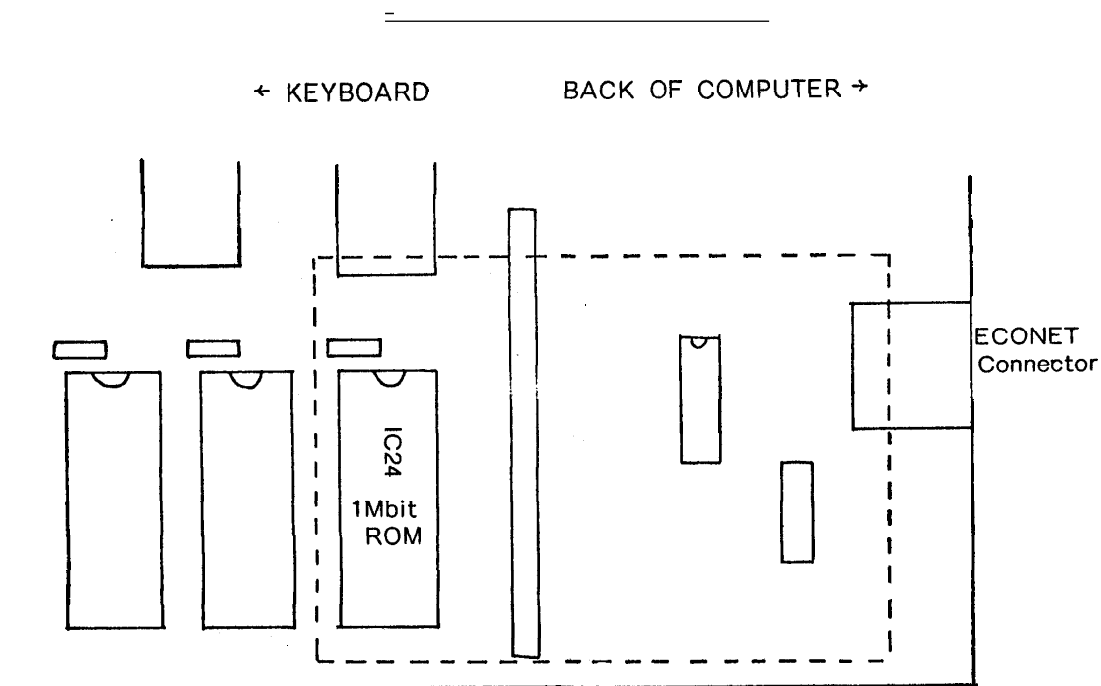 ← KEYBOARD
BACK OF COMPUTER →
ECONET
Connector
IC24
1Mbit
ROM